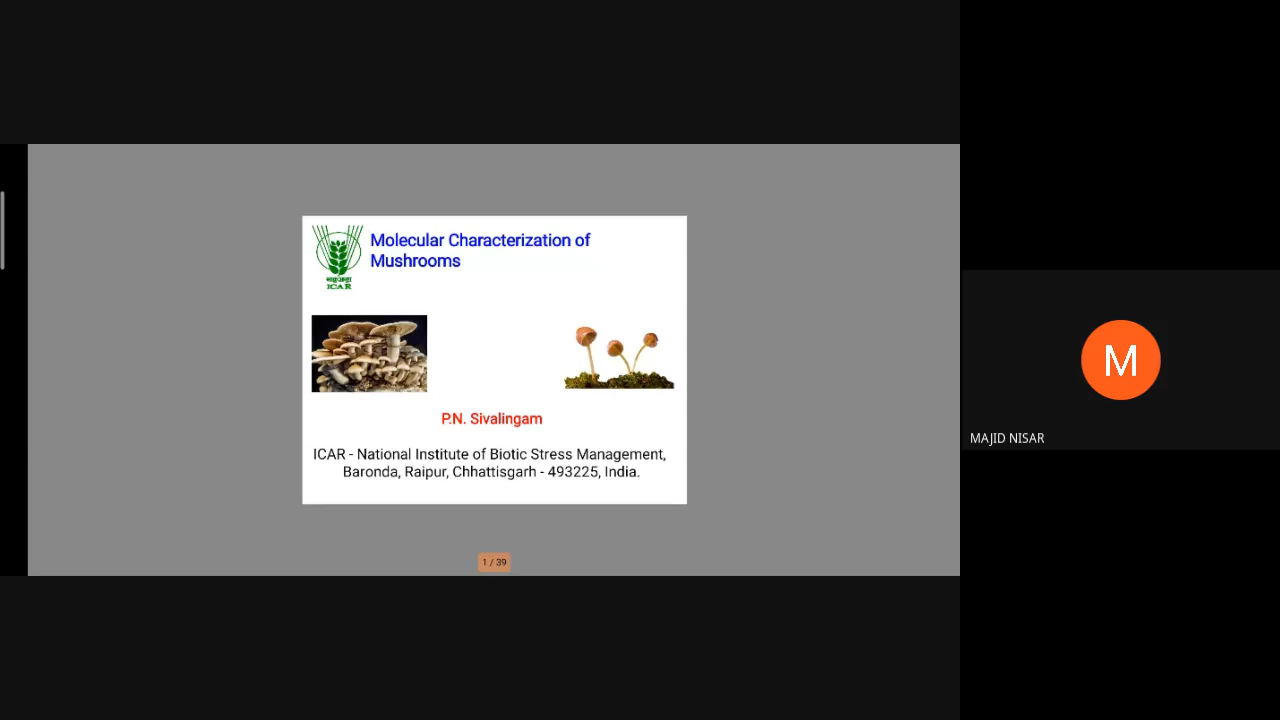 Molecular Characterization of
Mushrooms
ICAR
P.N. Sivalingam
ICAR - National Institute of Biotic Stress Management,
Baronda, Raipur, Chhattisgarh - 493225, India.
1 / 39
M
MAJID NISAR